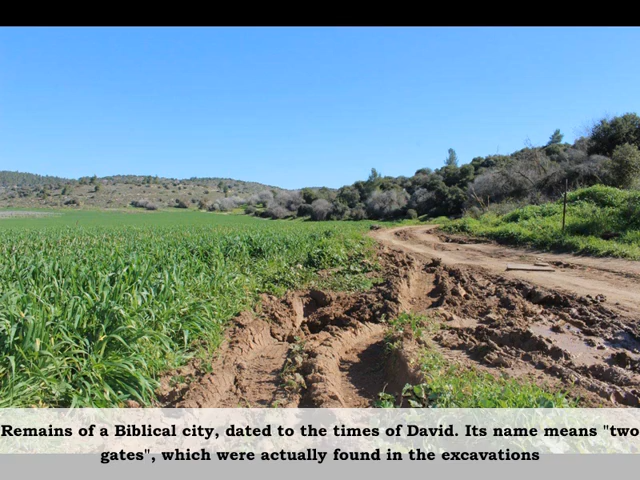 Remains of a Biblical city, dated to the times of David. Its name means "two
gates", which were actually found in the excavations